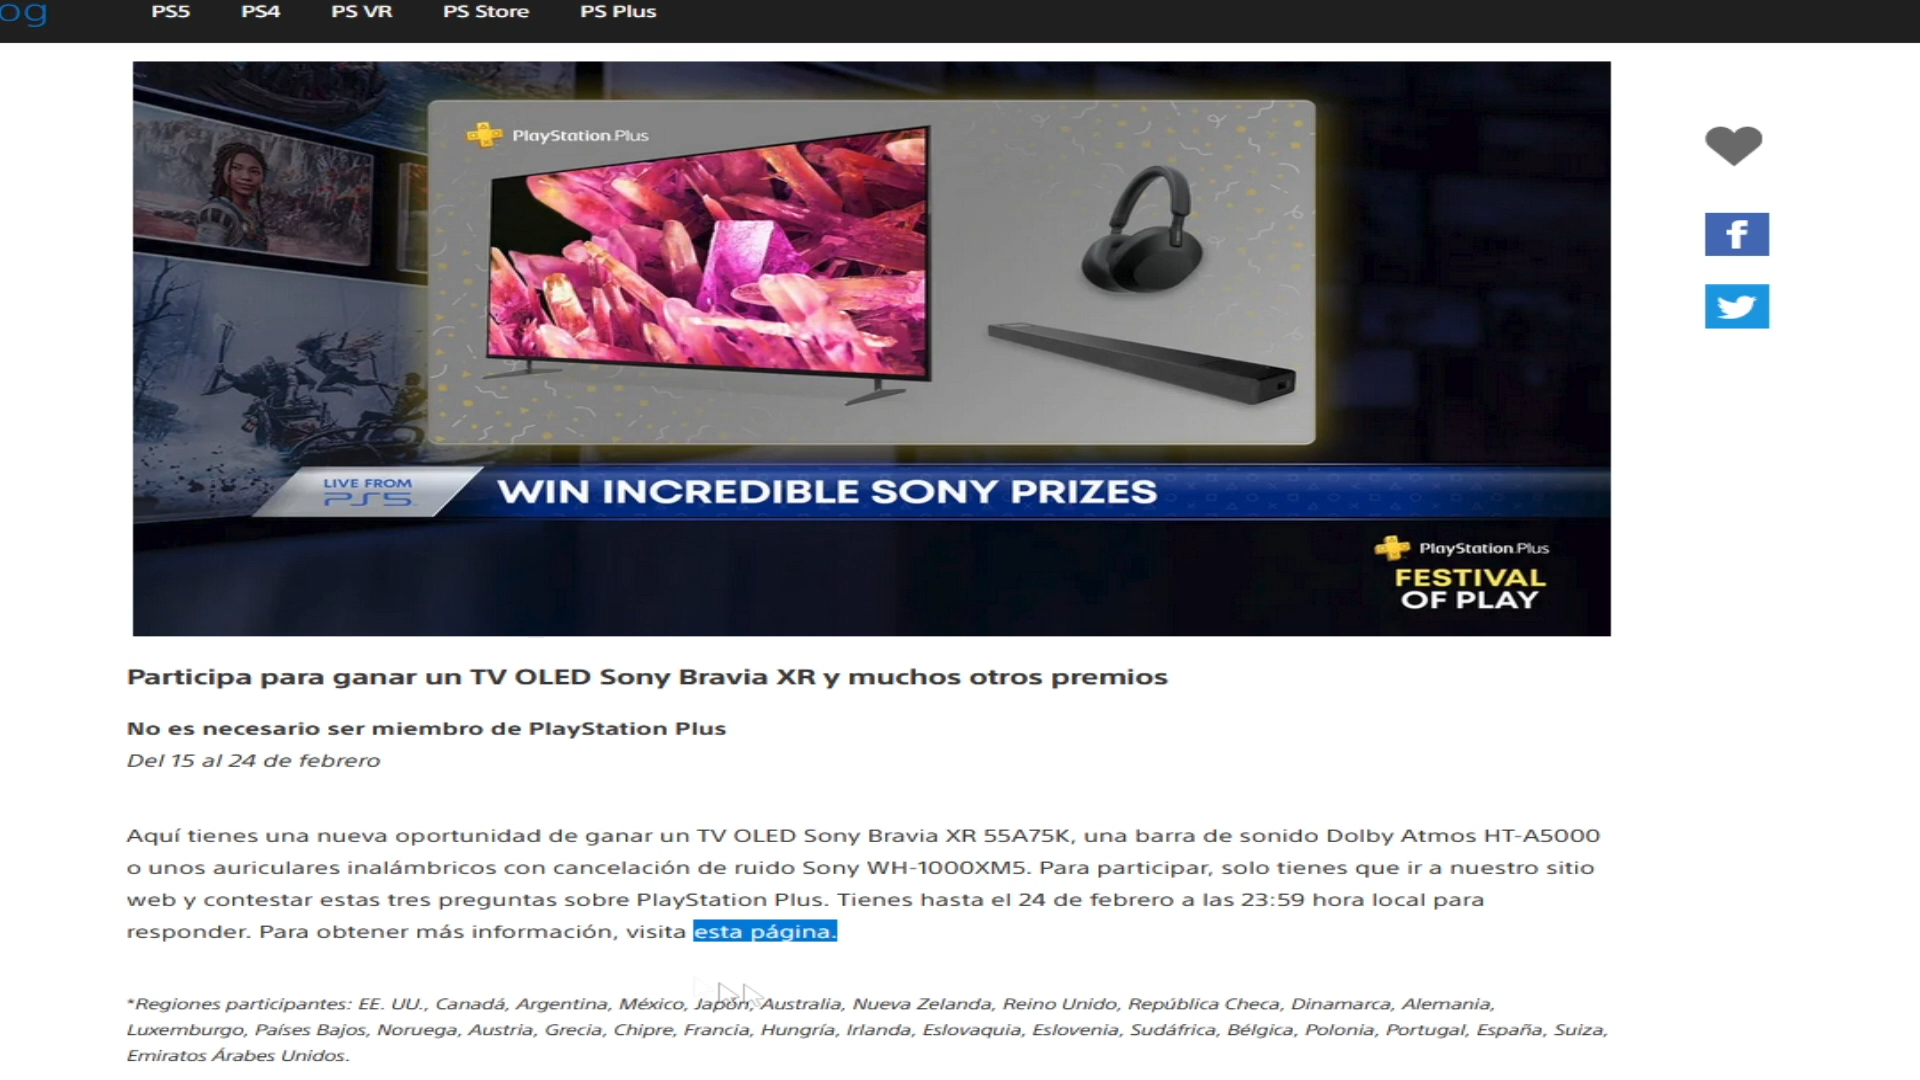 og PS5 PS4 PS VR PS Store PS Plus
PlayStation.Plus
LIVE FROM
PS5
WIN INCREDIBLE SONY PRIZES
PlayStation.Plus
FESTIVAL
OF PLAY
Participa para ganar un TV OLED Sony Bravia XR y muchos otros premios
No es necesario ser miembro de PlayStation Plus
Del 15 al 24 de febrero
Aquí tienes una nueva oportunidad de ganar un TV OLED Sony Bravia XR 55A75K, una barra de sonido Dolby Atmos HT-A5000
o unos auriculares inalámbricos con cancelación de ruido Sony WH-1000XM5. Para participar, solo tienes que ir a nuestro sitio
web y contestar estas tres preguntas sobre PlayStation Plus. Tienes hasta el 24 de febrero a las 23:59 hora local para
responder. Para obtener más información, visita esta página.
*Regiones participantes: EE. UU., Canadá, Argentina, México, Japón, Australia, Nueva Zelanda, Reino Unido, República Checa, Dinamarca, Alemania,
Luxemburgo, Países Bajos, Noruega, Austria, Grecia, Chipre, Francia, Hungría, Irlanda, Eslovaquia, Eslovenia, Sudáfrica, Bélgica, Polonia, Portugal, España, Suiza,
Emiratos Árabes Unidos.